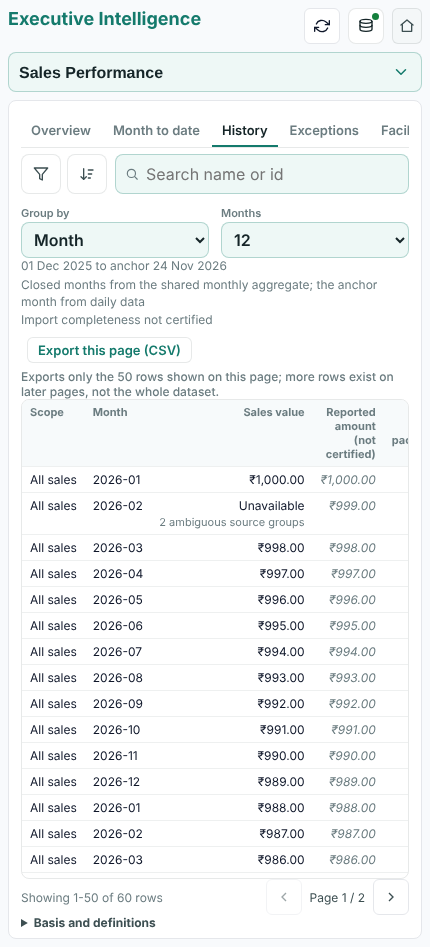 Executive Intelligence
Sales Performance
Overview Month to date History Exceptions Facil
Search name or id
Group by Months
Month 12
01 Dec 2025 to anchor 24 Nov 2026
Closed months from the shared monthly aggregate; the anchor
month from daily data
Import completeness not certified
Export this page (CSV)
Exports only the 50 rows shown on this page; more rows exist on
later pages, not the whole dataset.
Scope Month Sales value Reported
amount
(not pac
certified)
All sales 2026-01 ₹1,000.00 ₹1,000.00
All sales 2026-02 Unavailable ₹999.00
2 ambiguous source groups
All sales 2026-03 ₹998.00 ₹998.00
All sales 2026-04 ₹997.00 ₹997.00
All sales 2026-05 ₹996.00 ₹996.00
All sales 2026-06 ₹995.00 ₹995.00
All sales 2026-07 ₹994.00 ₹994.00
All sales 2026-08 ₹993.00 ₹993.00
All sales 2026-09 ₹992.00 ₹992.00
All sales 2026-10 ₹991.00 ₹991.00
All sales 2026-11 ₹990.00 ₹990.00
All sales 2026-12 ₹989.00 ₹989.00
All sales 2026-01 ₹988.00 ₹988.00
All sales 2026-02 ₹987.00 ₹987.00
All sales 2026-03 ₹986.00 ₹986.00
Showing 1-50 of 60 rows Page 1 / 2
Basis and definitions